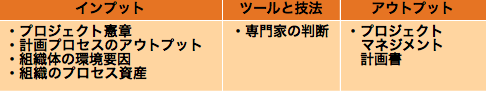 インプット
ツールと技法
アウトプット
・プロジェクト憲章
・計画プロセスのアウトプット
・組織体の環境要因
・組織のプロセス資産
・専門家の判断
・プロジェクト
マネジメント
計画書